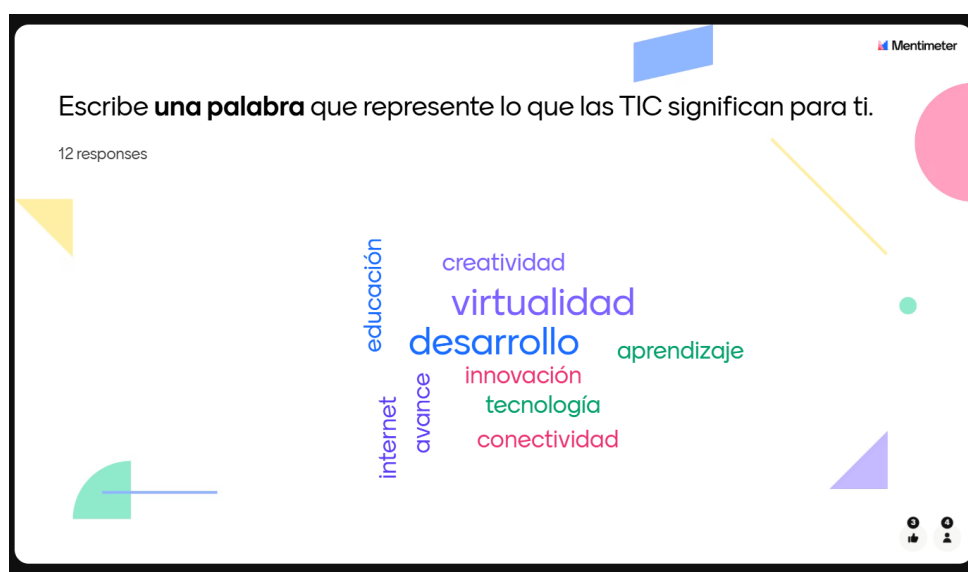 Mentimeter
Escribe una palabra que represente lo que las TIC significan para ti.
12 responses
educación
creatividad
virtualidad
desarrollo
aprendizaje
innovación
avance
internet
tecnología
conectividad
3
4